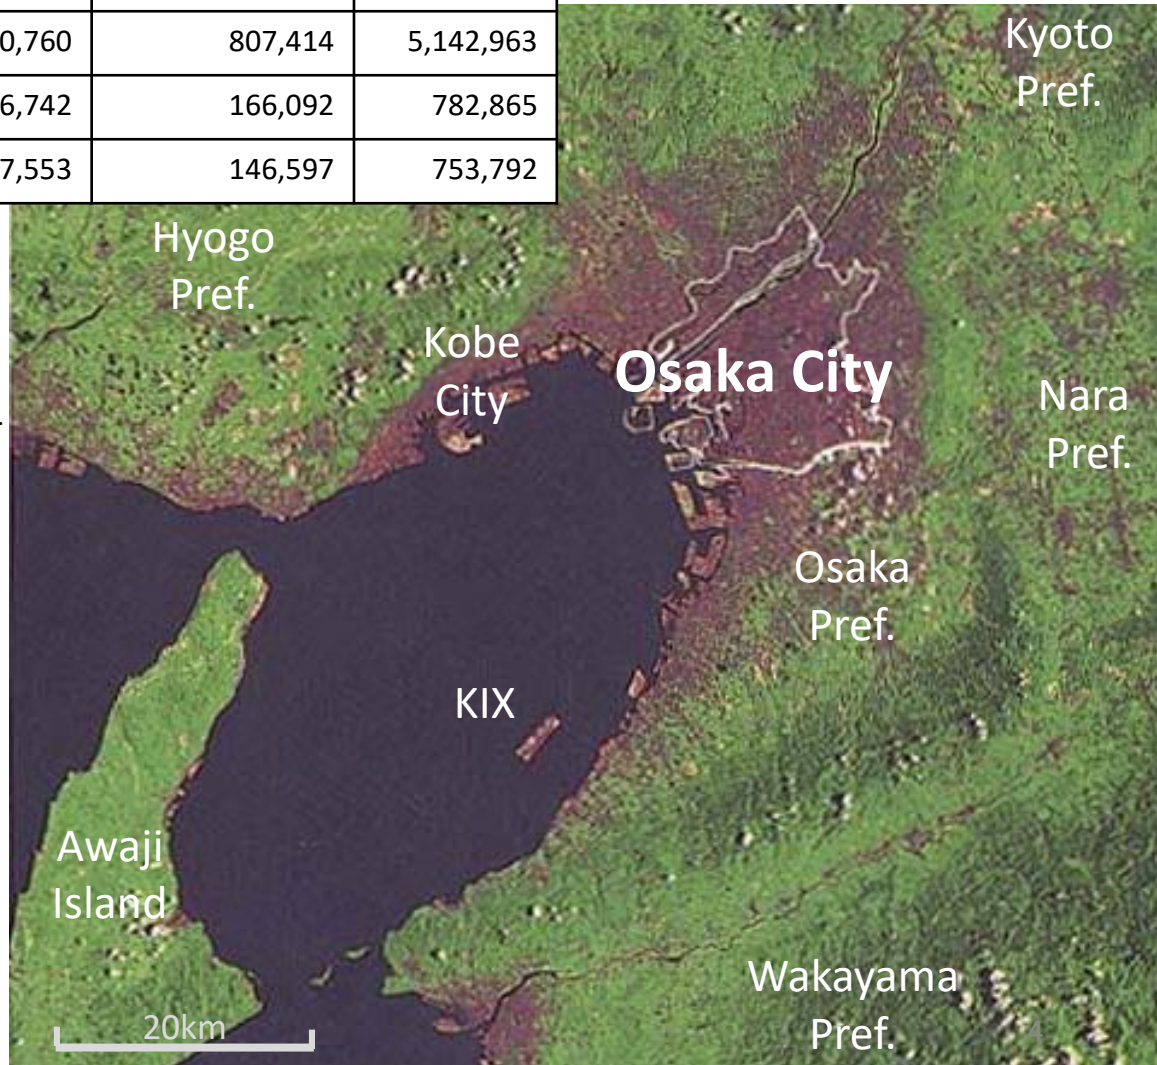 0,760 807,414 5,142,963
6,742 166,092 782,865
7,553 146,597 753,792
Kyoto
Pref.
Hyogo
Pref.
Kobe
City
Osaka City
Nara
Pref.
Osaka
Pref.
KIX
Awaji
Island
Wakayama
Pref.
20km
4